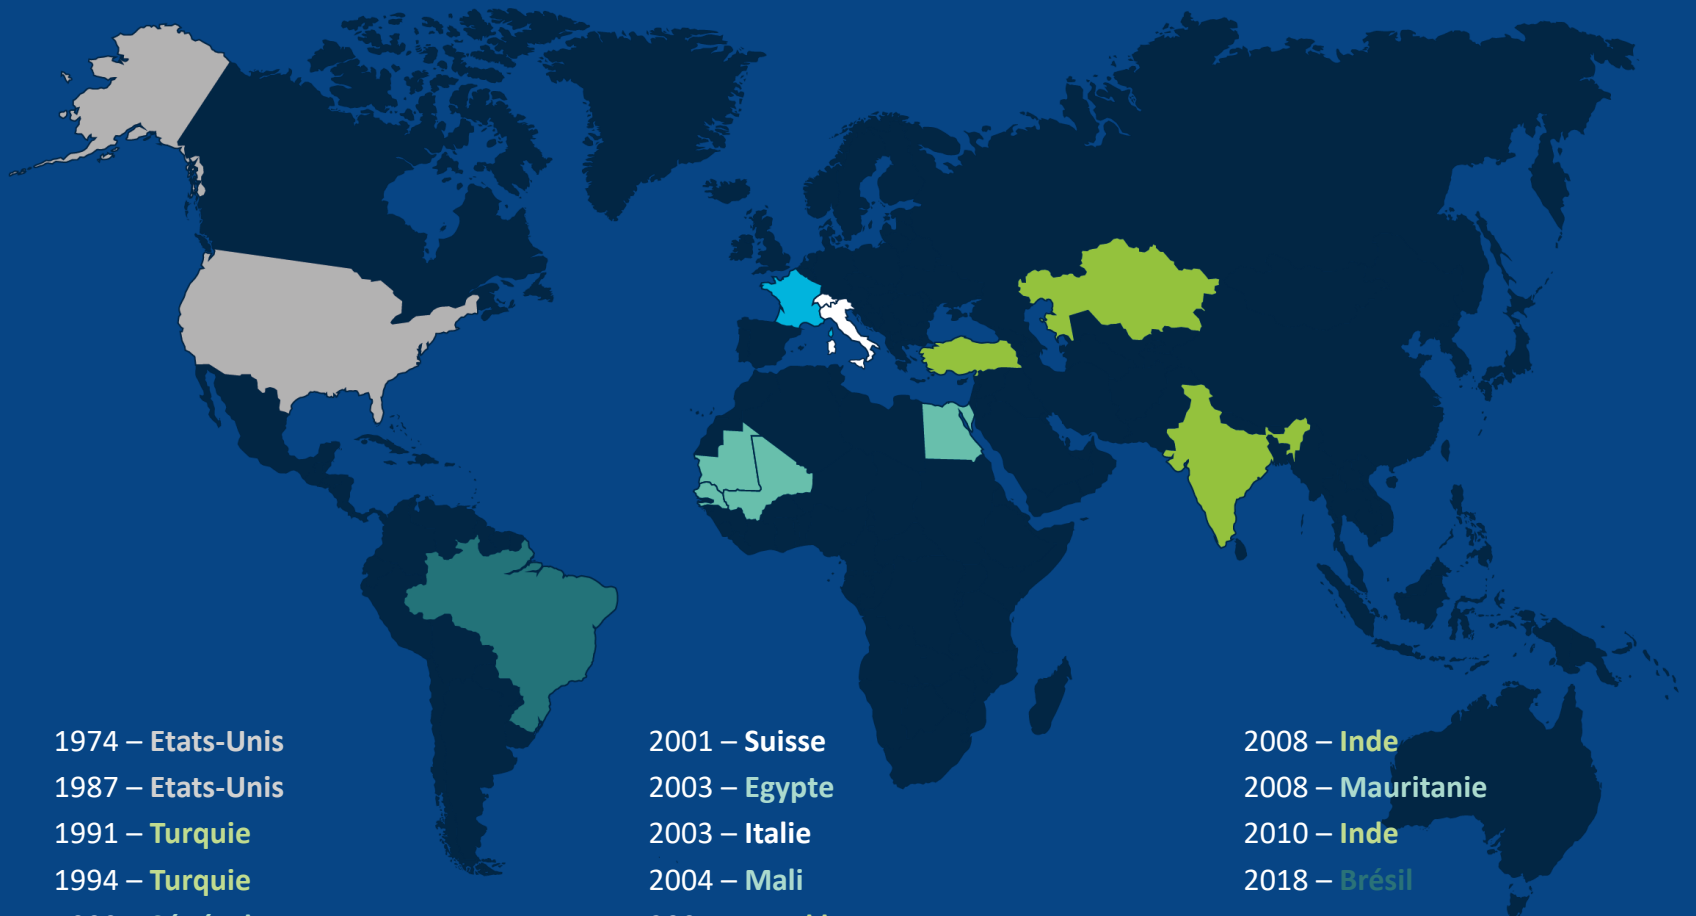 1974 – Etats-Unis
1987 – Etats-Unis
1991 – Turquie
1994 – Turquie
2001 – Suisse
2003 – Egypte
2003 – Italie
2004 – Mali
2008 – Inde
2008 – Mauritanie
2010 – Inde
2018 – Brésil